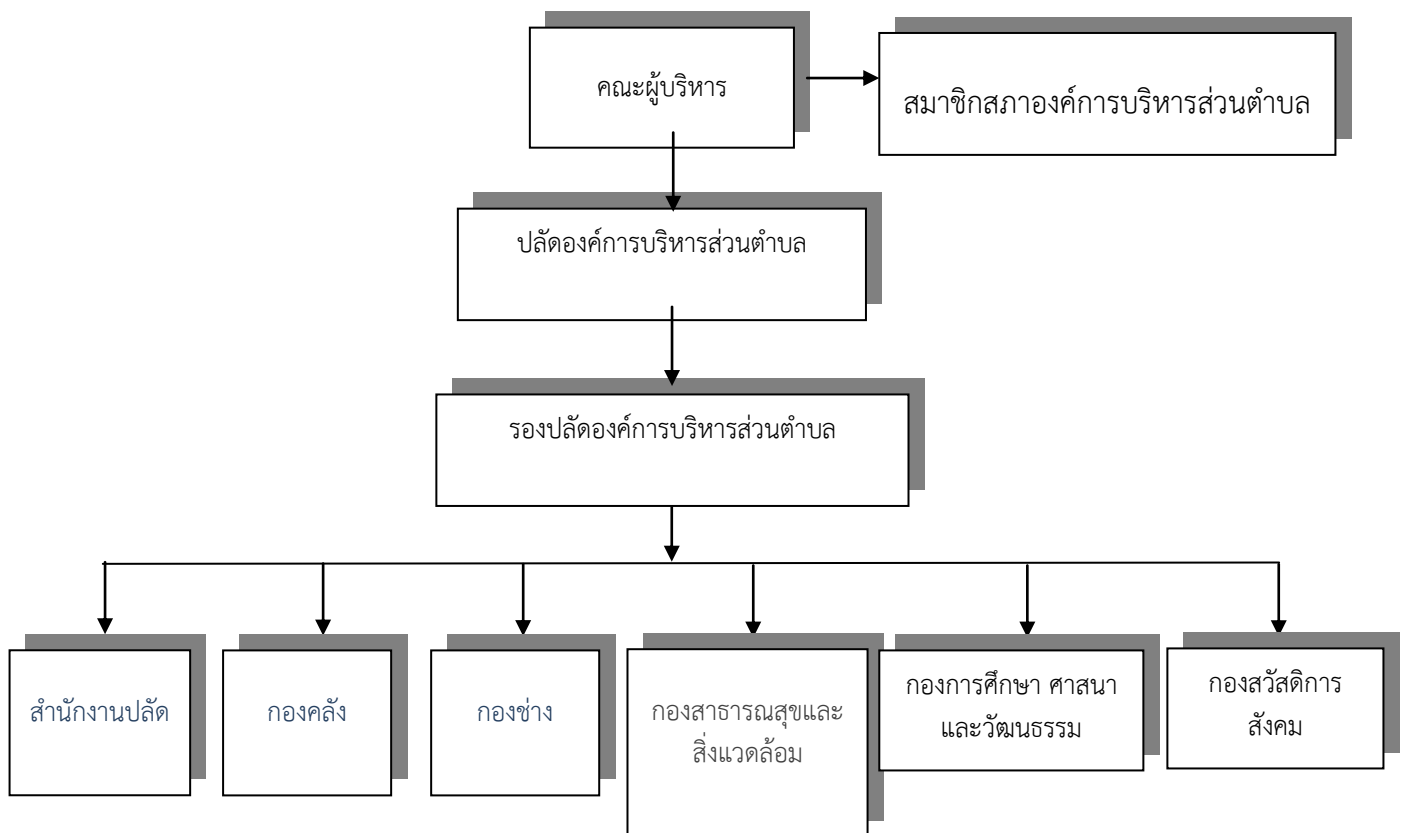 คณะผู้บริหาร
สมาชิกสภาองค์การบริหารส่วนตำบล
ปลัดองค์การบริหารส่วนตำบล
รองปลัดองค์การบริหารส่วนตำบล
สำนักงานปลัด
กองคลัง
กองช่าง
กองสาธารณสุขและ
สิ่งแวดล้อม
กองการศึกษา ศาสนา
และวัฒนธรรม
กองสวัสดิการ
สังคม